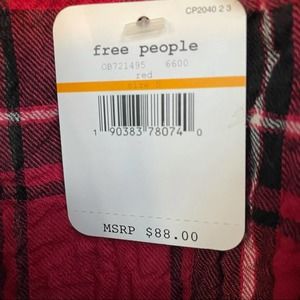 CP2040 2 3
free people
OB721495 6600
red
1 90383 78074 0
MSRP $88.00